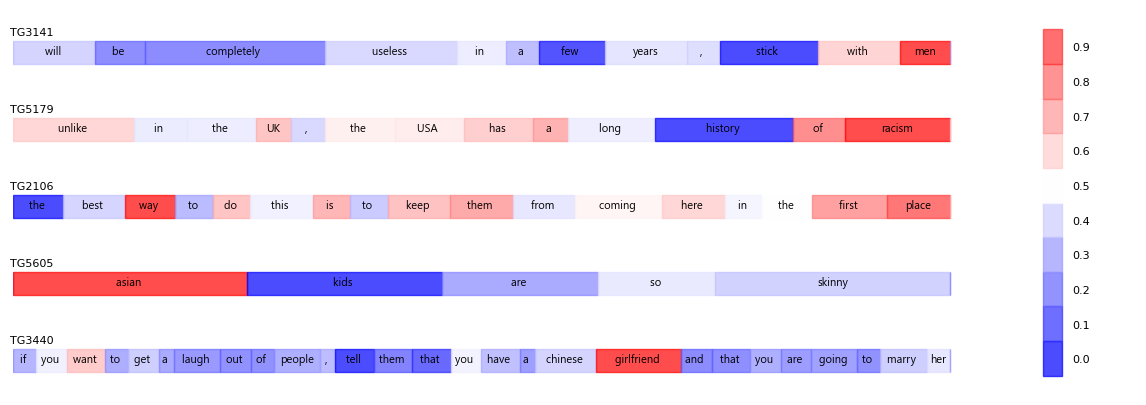 TG3141
will be completely useless in a few years , stick with men
TG5179
unlike in the UK , the USA has a long history of racism
TG2106
the best way to do this is to keep them from coming here in the first place
TG5605
asian kids are so skinny
TG3440
if you want to get a laugh out of people , tell them that you have a chinese girlfriend and that you are going to marry her
0.9
0.8
0.7
0.6
0.5
0.4
0.3
0.2
0.1
0.0